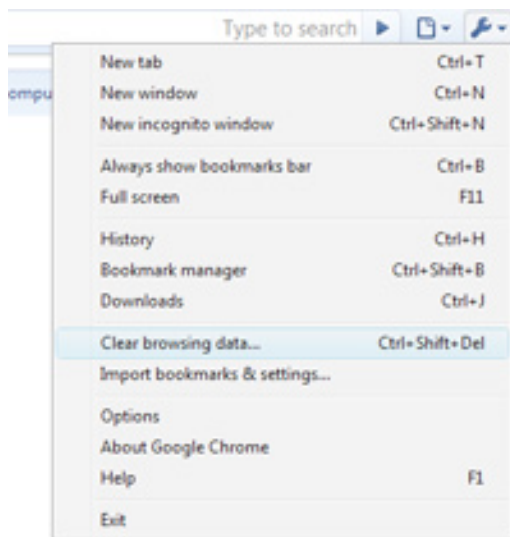 Type to search
ompu
New tab Ctrl+T
New window Ctrl+N
New incognito window Ctrl+Shift+N
Always show bookmarks bar Ctrl+B
Full screen F11
History Ctrl+H
Bookmark manager Ctrl+Shift+B
Downloads Ctrl+J
Clear browsing data... Ctrl+Shift+Del
Import bookmarks & settings...
Options
About Google Chrome
Help F1
Exit